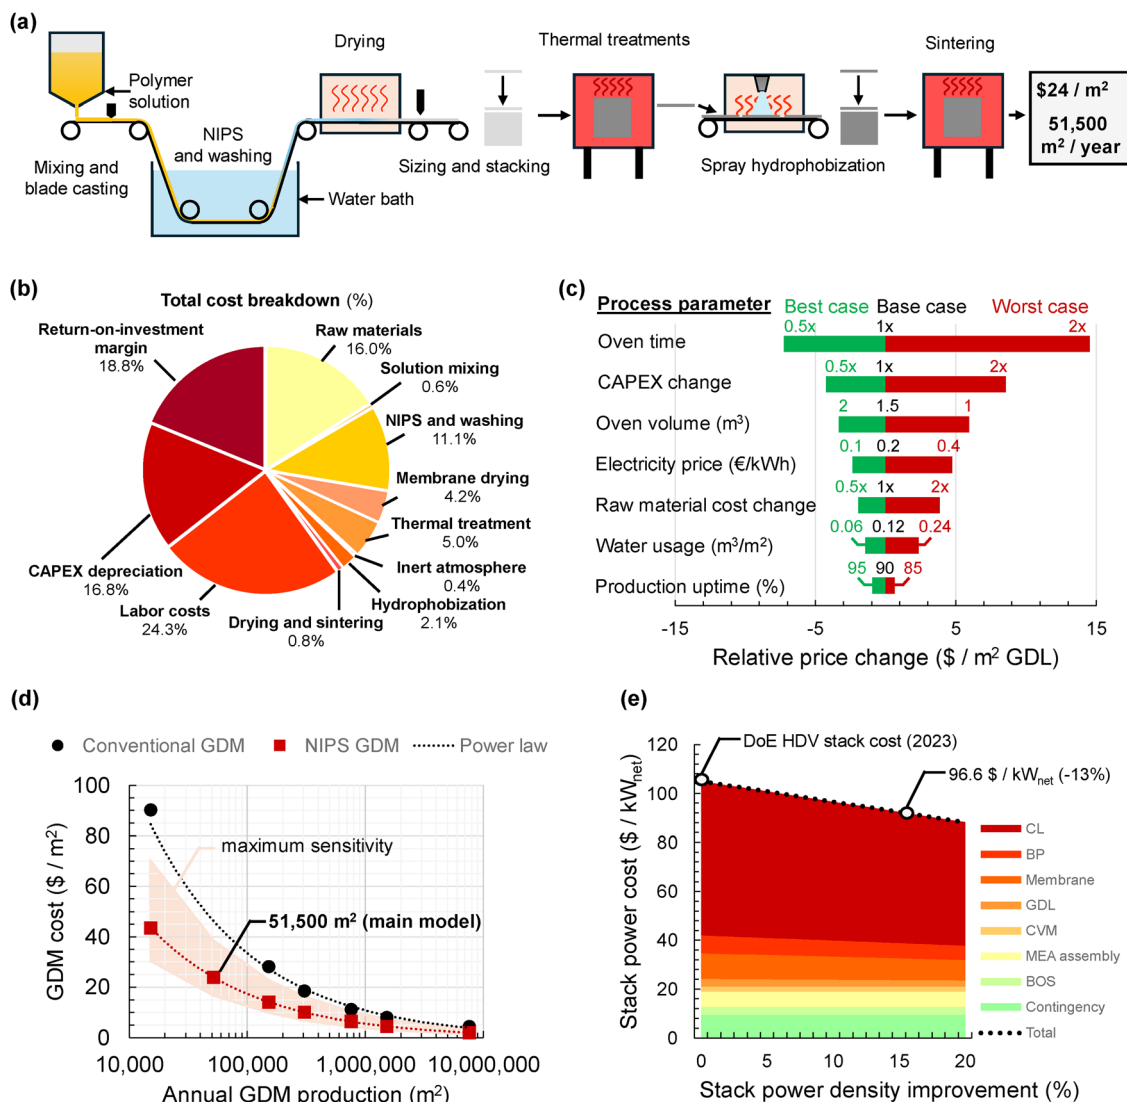 (a)
Drying
Thermal treatments
Sintering
Polymer
solution
$24 / m²
51,500
m² / year
NIPS
and washing
Mixing and
blade casting
Sizing and stacking
Spray hydrophobization
Water bath
(b)
Total cost breakdown (%)
Return-on-investment
margin
18.8%
Raw materials
16.0%
Solution mixing
0.6%
NIPS and washing
11.1%
Membrane drying
4.2%
Thermal treatment
5.0%
Inert atmosphere
0.4%
Hydrophobization
2.1%
Drying and sintering
0.8%
Labor costs
24.3%
CAPEX depreciation
16.8%
(c)
Process parameter Best case Base case Worst case
0.5x 1x 2x
Oven time
0.5x 1x 2x
CAPEX change
2 1.5 1
Oven volume (m³)
0.1 0.2 0.4
Electricity price (€/kWh)
0.5x 1x 2x
Raw material cost change
0.06 0.12 0.24
Water usage (m³/m²)
95 90 85
Production uptime (%)
-15 -5 5 15
Relative price change ($ / m² GDL)
(d)
Conventional GDM NIPS GDM Power law
GDM cost ($ / m²)
100
80
60
40
20
0
maximum sensitivity
51,500 m² (main model)
10,000 100,000 1,000,000 10,000,000
Annual GDM production (m²)
(e)
Stack power cost ($ / kWnet)
120
100
80
60
40
20
0
DoE HDV stack cost (2023)
96.6 $ / kWnet (-13%)
CL
BP
Membrane
GDL
CVM
MEA assembly
BOS
Contingency
Total
0 5 10 15 20
Stack power density improvement (%)